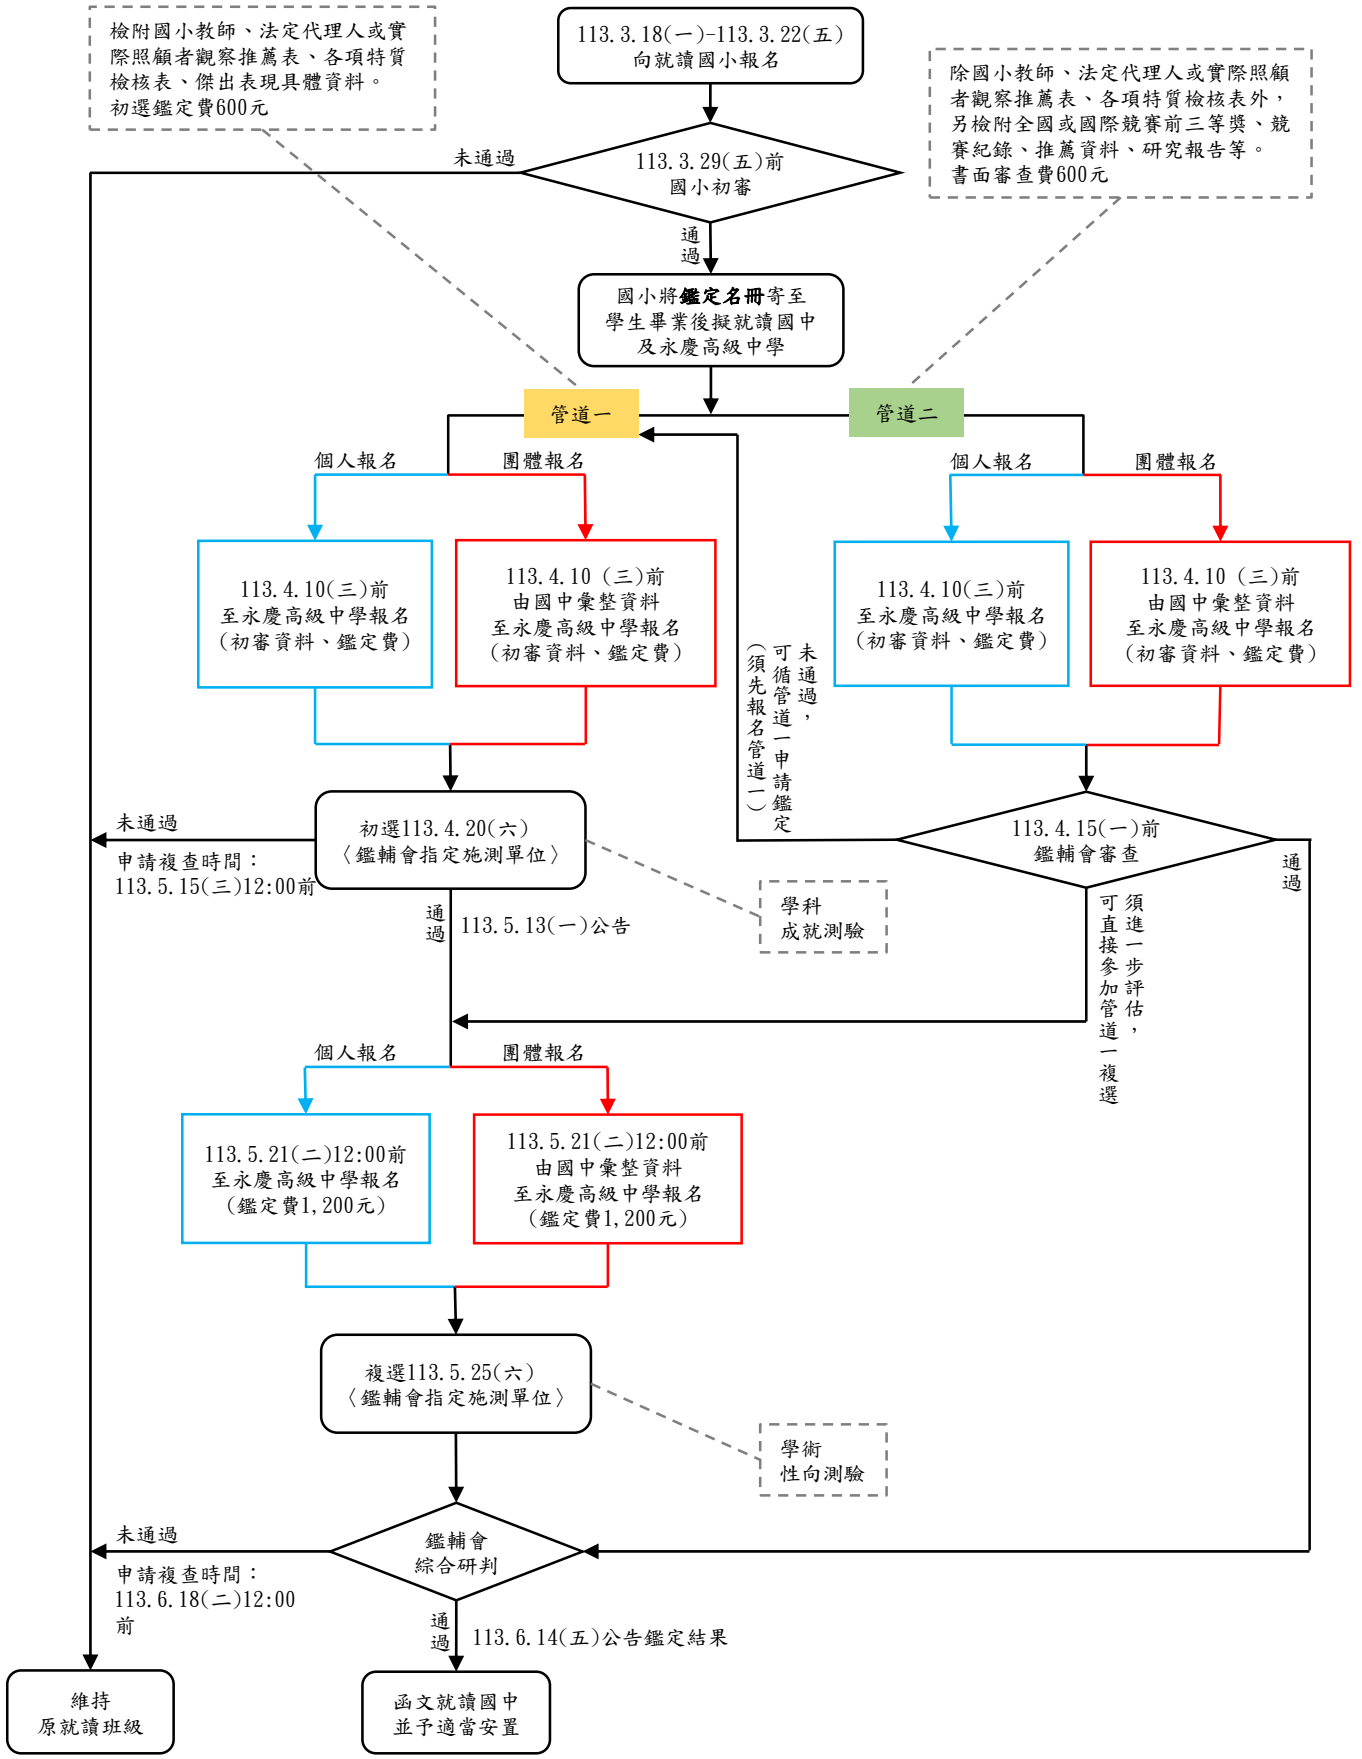 檢附國小教師、法定代理人或實
際照顧者觀察推薦表、各項特質
檢核表、傑出表現具體資料。
初選鑑定費600元
113.3.18(一)-113.3.22(五)
向就讀國小報名
除國小教師、法定代理人或實際照顧
者觀察推薦表、各項特質檢核表外，
另檢附全國或國際競賽前三等獎、競
賽紀錄、推薦資料、研究報告等。
書面審查費600元
未通過
113.3.29(五)前
國小初審
通過
國小將鑑定名冊寄至
學生畢業後擬就讀國中
及永慶高級中學
管道一
管道二
個人報名
團體報名
個人報名
團體報名
113.4.10(三)前
至永慶高級中學報名
(初審資料、鑑定費)
113.4.10 (三)前
由國中彙整資料
至永慶高級中學報名
(初審資料、鑑定費)
113.4.10(三)前
至永慶高級中學報名
(初審資料、鑑定費)
113.4.10 (三)前
由國中彙整資料
至永慶高級中學報名
(初審資料、鑑定費)
未通過，
可循管道一申請鑑定
(須先報名管道一)
未通過
申請複查時間：
113.5.15(三)12:00前
初選113.4.20(六)
〈鑑輔會指定施測單位〉
113.4.15(一)前
鑑輔會審查
通過
學科
成就測驗
通過
113.5.13(一)公告
須進一步評估，
可直接參加管道一複選
個人報名
團體報名
113.5.21(二)12:00前
至永慶高級中學報名
(鑑定費1,200元)
113.5.21(二)12:00前
由國中彙整資料
至永慶高級中學報名
(鑑定費1,200元)
複選113.5.25(六)
〈鑑輔會指定施測單位〉
學術
性向測驗
未通過
申請複查時間：
113.6.18(二)12:00
前
鑑輔會
綜合研判
通過
113.6.14(五)公告鑑定結果
維持
原就讀班級
函文就讀國中
並予適當安置